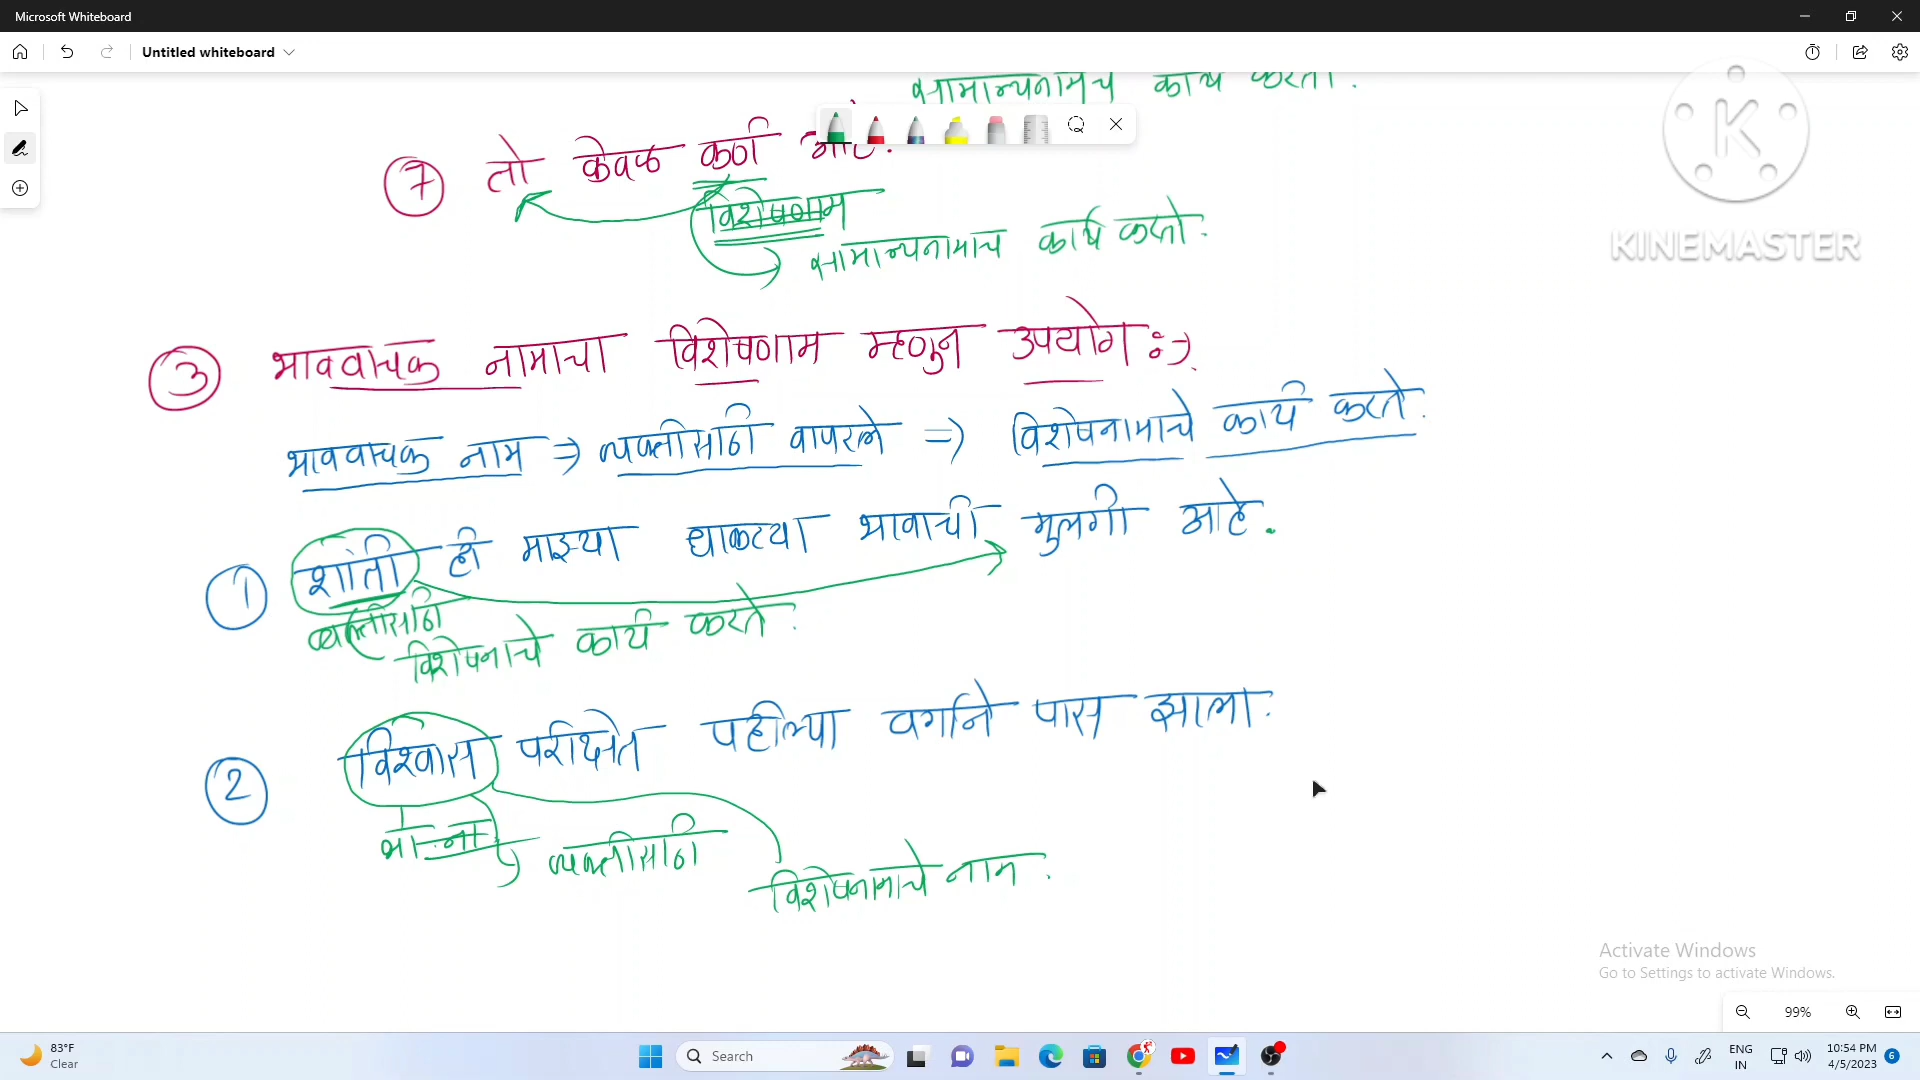 Microsoft Whiteboard
Untitled whiteboard
सामान्यनामाचे कार्य करतो.
7 तो केवळ कर्ण आहे.
विशेषणाम
सामान्यनामाच कार्य करतो.
KINEMASTER
3 भाववाचक नामाचा विशेषणाम म्हणुन उपयोग :→
भाववाचक नाम ⇒ व्यक्तीसाठी वापरले ⇒ विशेषनामाचे कार्य करते.
1 शांती ही माझ्या धाकट्या भावाची मुलगी आहे.
व्यक्तीसाठी
विशेषनाचे कार्य करते.
2 विश्वास परीक्षेत पहील्या वर्गाने पास झाला.
भा. ना
व्यक्तीसाठी
विशेषनामाचे नाम.
Activate Windows
Go to Settings to activate Windows.
99%
83°F
Clear
Search
ENG
IN
10:54 PM
4/5/2023
6